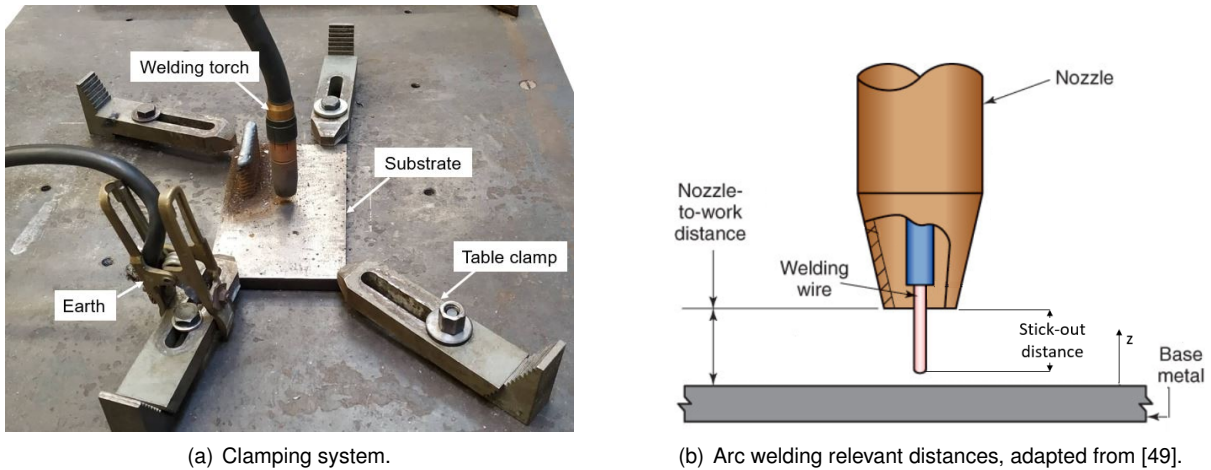 Welding torch
Substrate
Table clamp
Earth
(a) Clamping system.
Nozzle
Nozzle-
to-work
distance
Welding
wire
Stick-out
distance
z
Base
metal
(b) Arc welding relevant distances, adapted from [49].